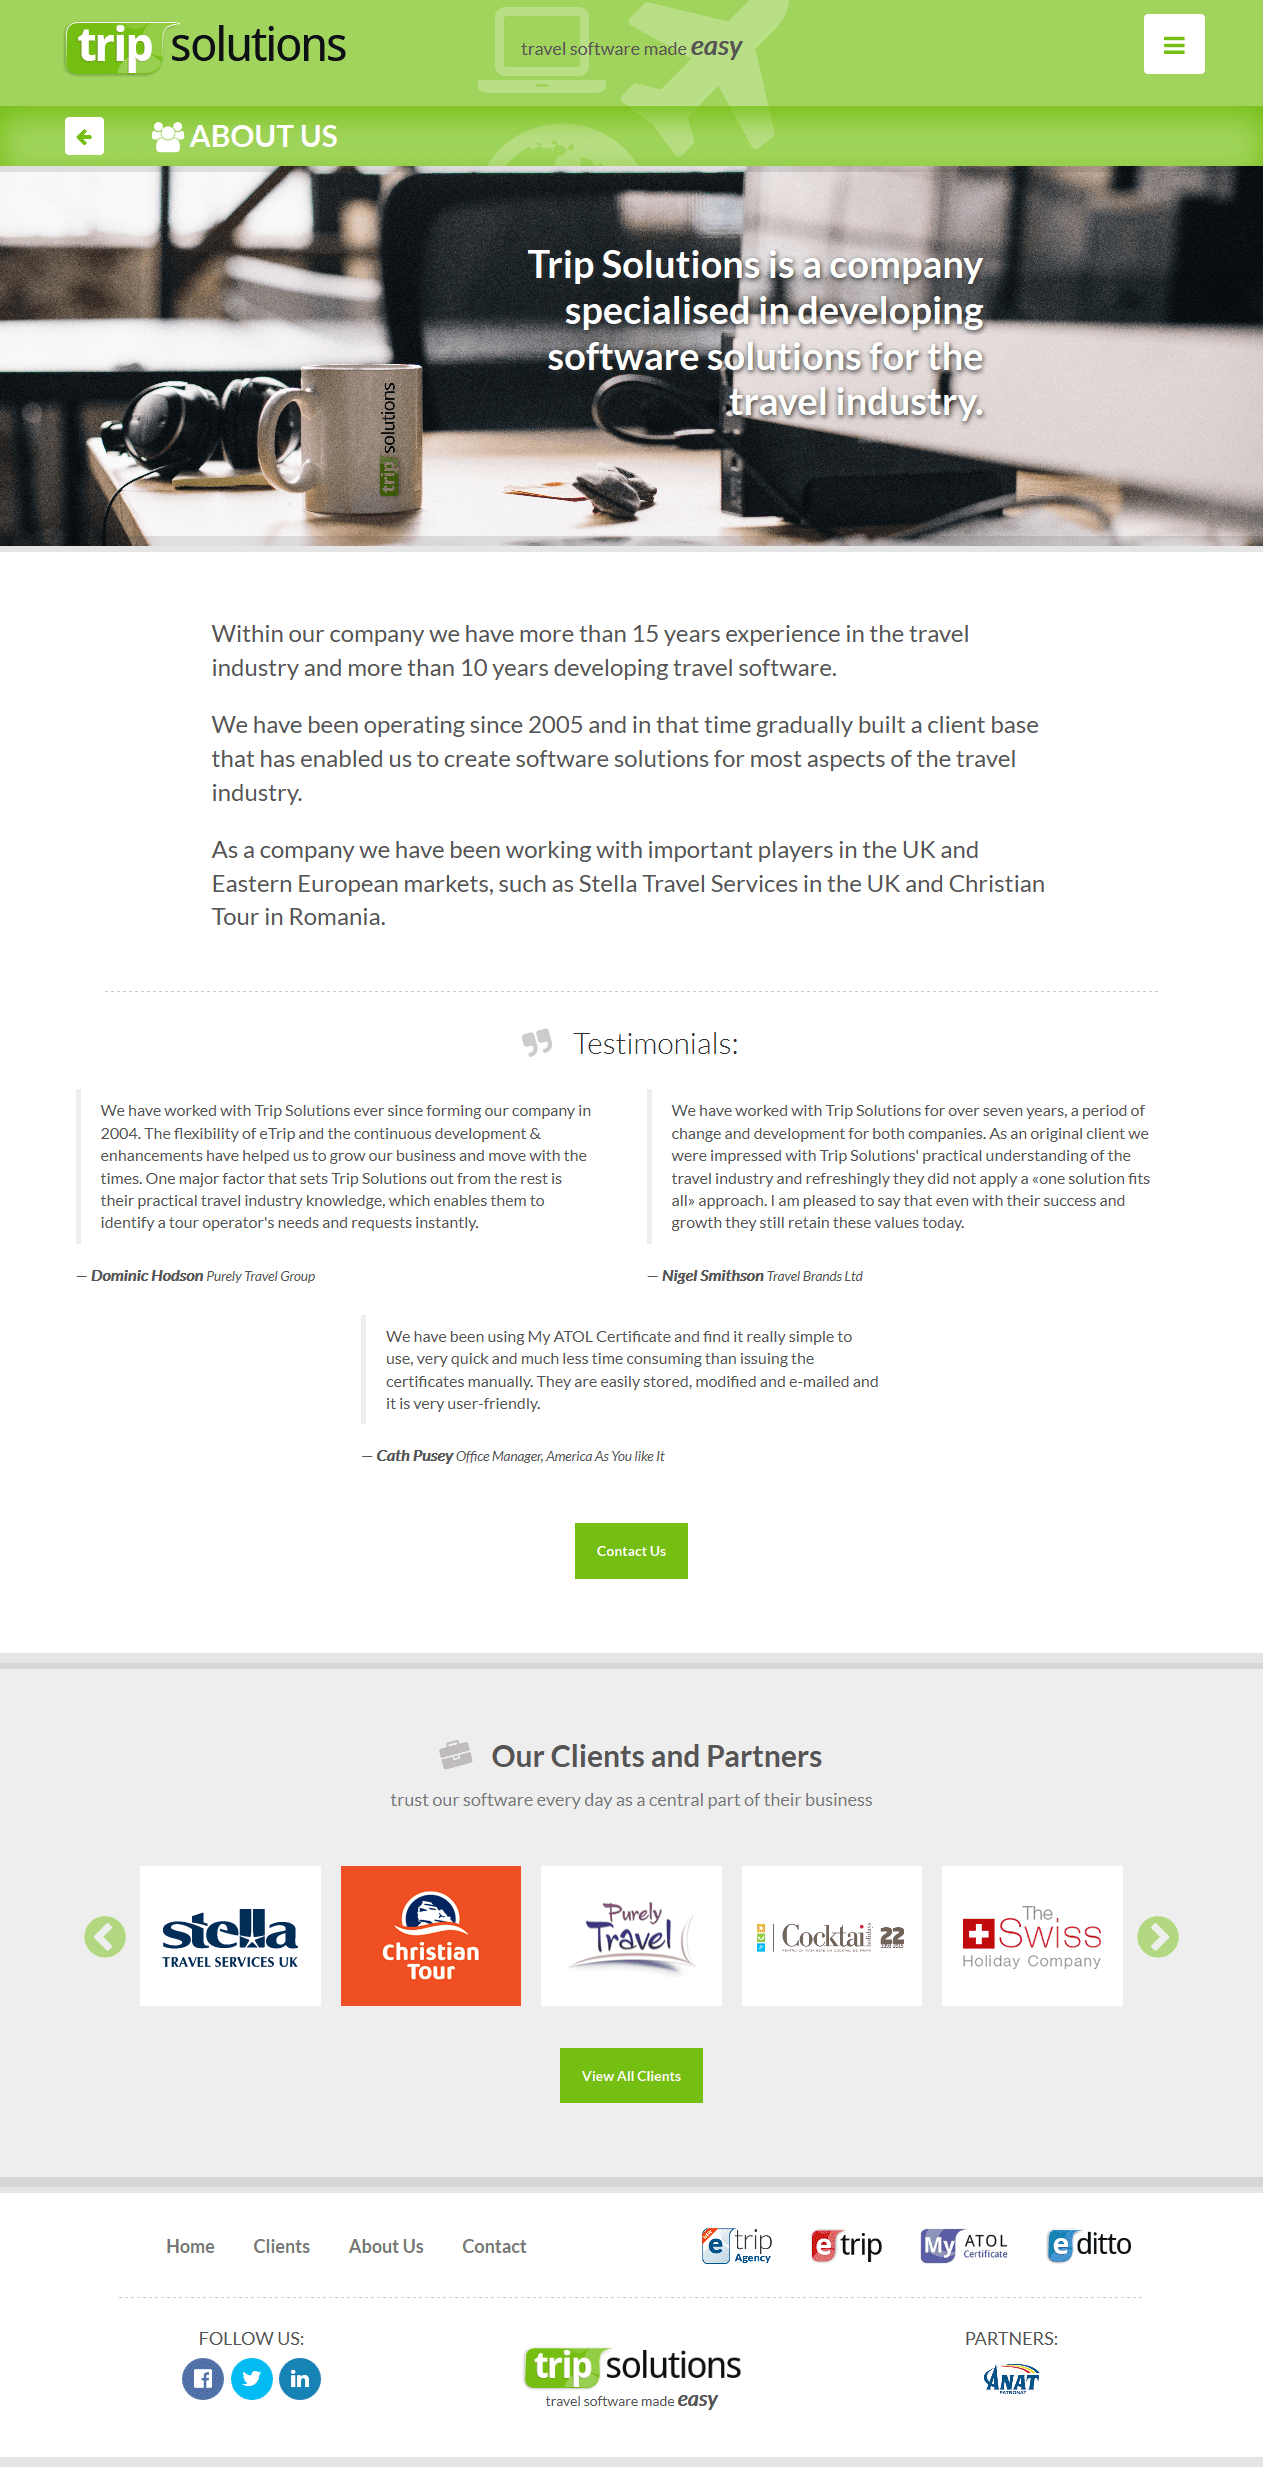 trip solutions
travel software made easy
ABOUT US
Trip Solutions is a company
specialised in developing
software solutions for the
travel industry.
trip solutions
Within our company we have more than 15 years experience in the travel
industry and more than 10 years developing travel software.
We have been operating since 2005 and in that time gradually built a client base
that has enabled us to create software solutions for most aspects of the travel
industry.
As a company we have been working with important players in the UK and
Eastern European markets, such as Stella Travel Services in the UK and Christian
Tour in Romania.
Testimonials:
We have worked with Trip Solutions ever since forming our company in
2004. The flexibility of eTrip and the continuous development &
enhancements have helped us to grow our business and move with the
times. One major factor that sets Trip Solutions out from the rest is
their practical travel industry knowledge, which enables them to
identify a tour operator's needs and requests instantly.
— Dominic Hodson Purely Travel Group
We have worked with Trip Solutions for over seven years, a period of
change and development for both companies. As an original client we
were impressed with Trip Solutions' practical understanding of the
travel industry and refreshingly they did not apply a «one solution fits
all» approach. I am pleased to say that even with their success and
growth they still retain these values today.
— Nigel Smithson Travel Brands Ltd
We have been using My ATOL Certificate and find it really simple to
use, very quick and much less time consuming than issuing the
certificates manually. They are easily stored, modified and e-mailed and
it is very user-friendly.
— Cath Pusey Office Manager, America As You like It
Contact Us
Our Clients and Partners
trust our software every day as a central part of their business
stella
TRAVEL SERVICES UK
Christian
Tour
Purely
Travel
Cocktail holidays 22
The
Swiss
Holiday Company
View All Clients
Home Clients About Us Contact
e trip Agency
e trip
My ATOL Certificate
e ditto
FOLLOW US:
trip solutions
travel software made easy
PARTNERS:
ANAT
PATRONAT